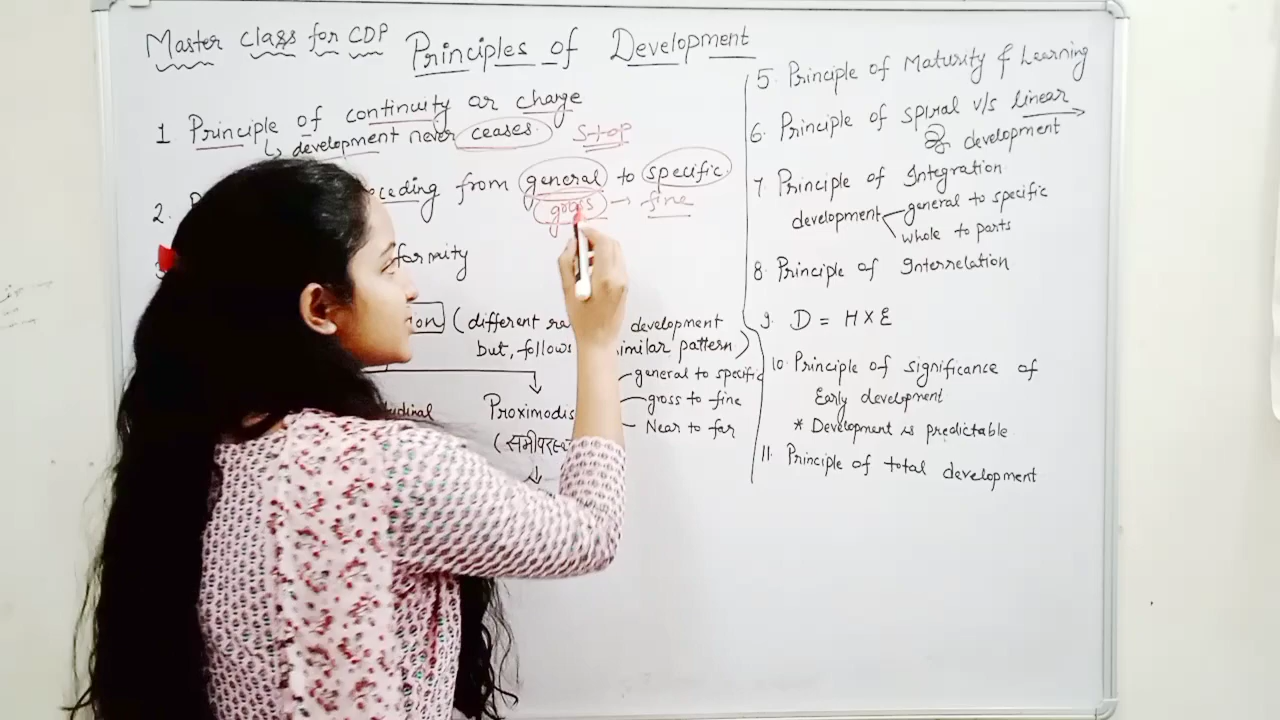 Master Class for CDP
Principles of Development
1 Principle of continuity or change
↳ development never ceases. Stop
2. ceeding from general to specific
gross → fine
formity
ion (different ra development
but, follows similar pattern)
dinal Proximodis
(समीपस्थ
general to specific
gross to fine
Near to far
5. Principle of Maturity & Learning
6. Principle of spiral v/s linear
development
7 Principle of Integration
development general to specific
whole to parts
8. Principle of Interrelation
9. D = H X E
10. Principle of significance of
Early development
* Development is predictable
11. Principle of total development